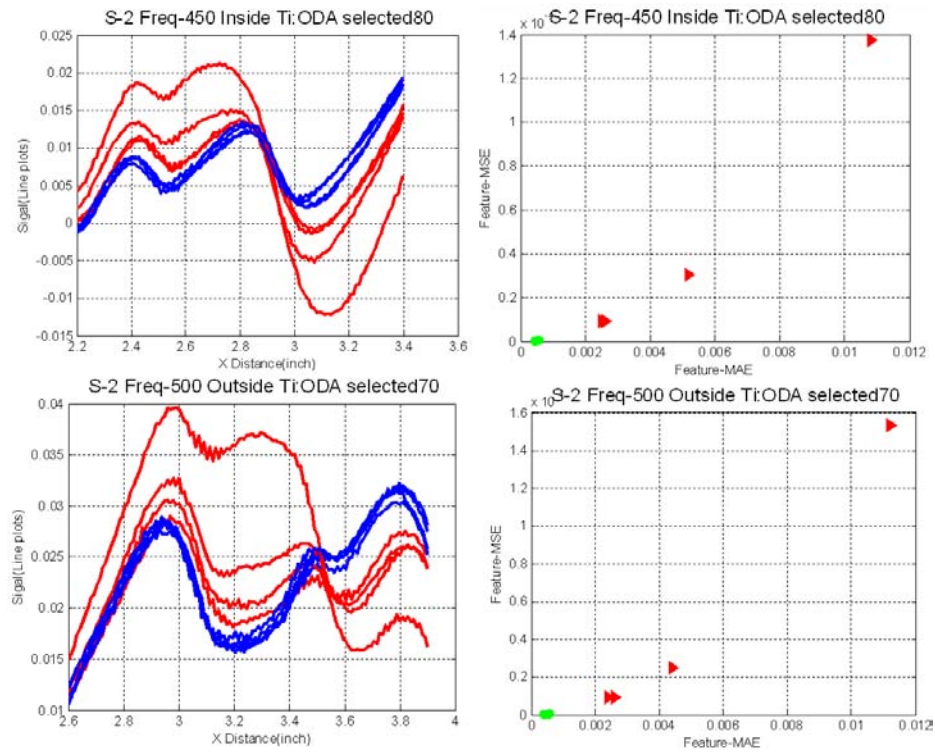 S-2 Freq-450 Inside Ti:ODA selected80
0.025
0.02
0.015
0.01
0.005
0
-0.005
-0.01
-0.015
2.2 2.4 2.6 2.8 3 3.2 3.4 3.6
X Distance(inch)
Sigal(Line plots)
S-2 Freq-450 Inside Ti:ODA selected80
1.4
1.2
1
0.8
0.6
0.4
0.2
0
0 0.002 0.004 0.006 0.008 0.01 0.012
Feature-MAE
Feature-MSE
S-2 Freq-500 Outside Ti:ODA selected70
0.04
0.035
0.03
0.025
0.02
0.015
0.01
2.6 2.8 3 3.2 3.4 3.6 3.8 4
X Distance(inch)
Sigal(Line plots)
S-2 Freq-500 Outside Ti:ODA selected70
1.6
1.4
1.2
1
0.8
0.6
0.4
0.2
0
0 0.002 0.004 0.006 0.008 0.01 0.012
Feature-MAE
Feature-MSE